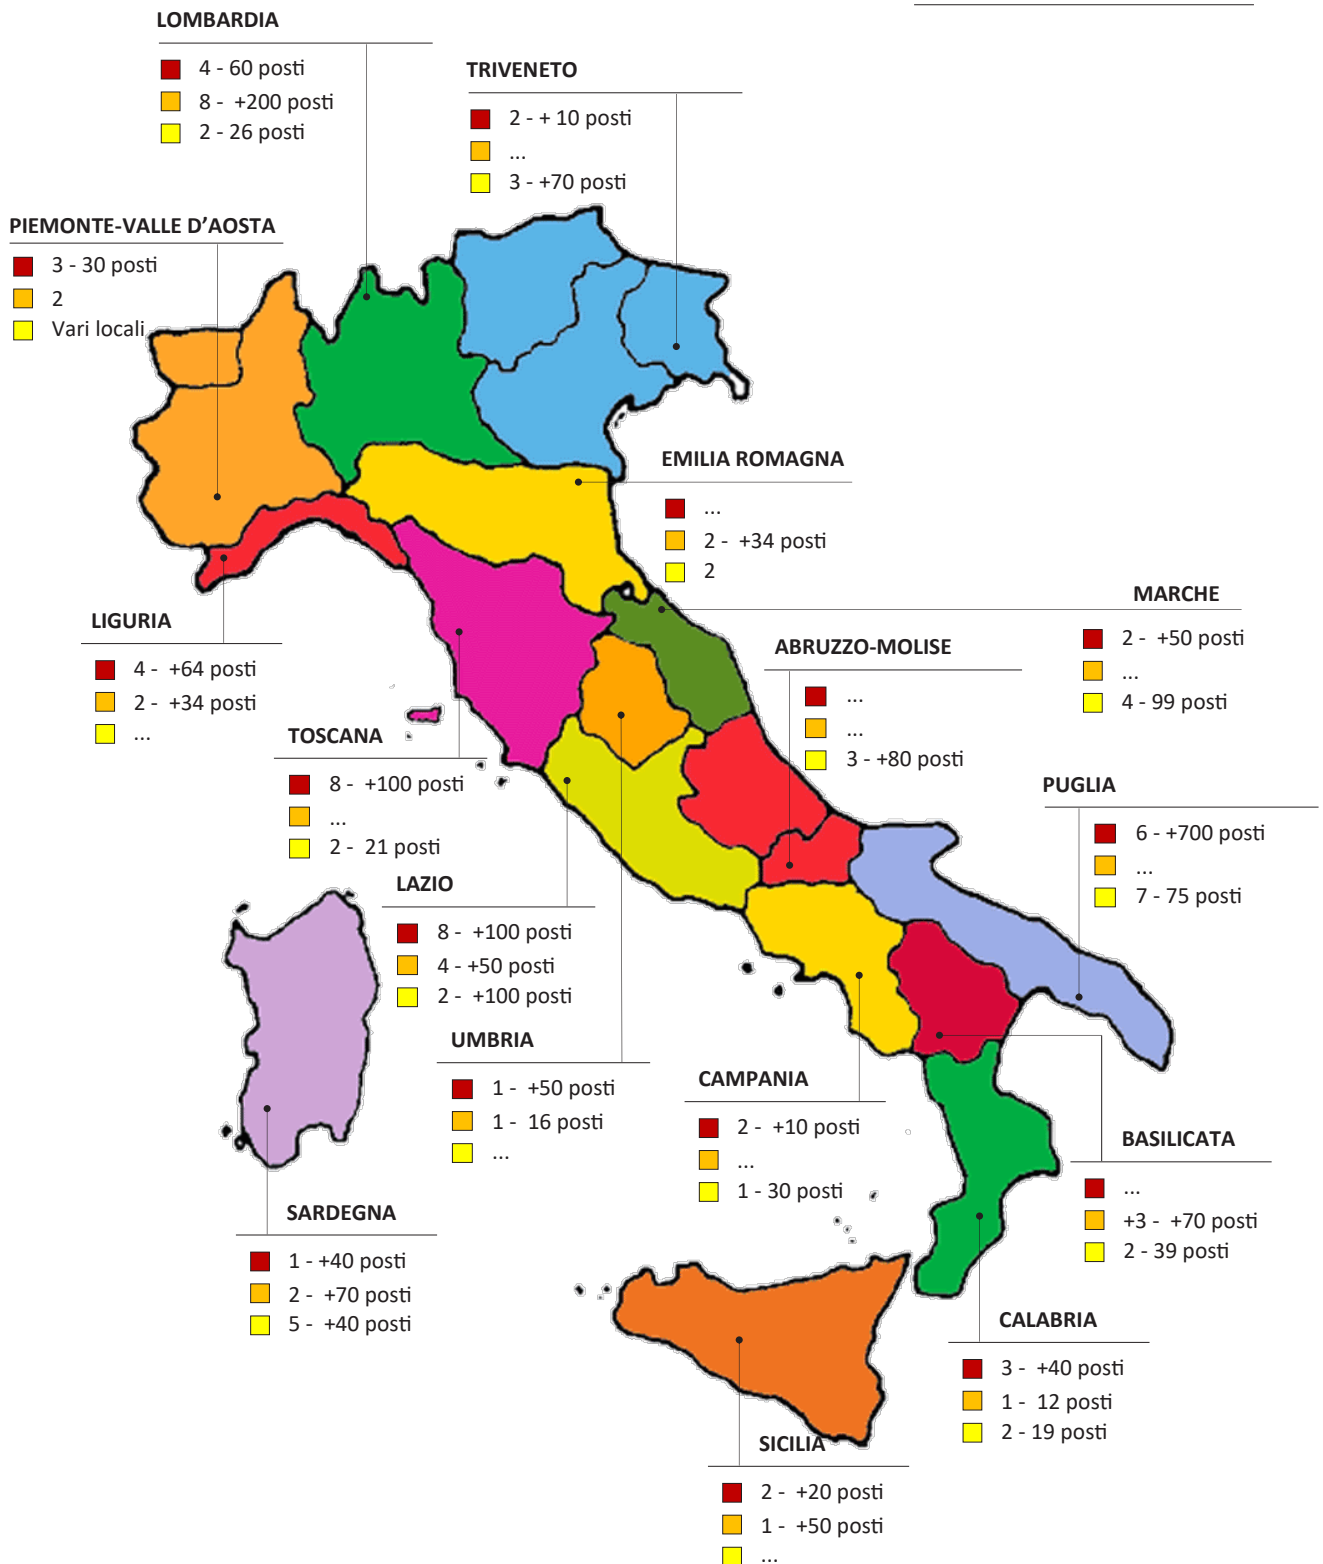 LOMBARDIA
4 - 60 posti
8 -  +200 posti
2 - 26 posti
TRIVENETO
2 - + 10 posti
...
3 - +70 posti
PIEMONTE-VALLE D’AOSTA
3 - 30 posti
2
Vari locali
EMILIA ROMAGNA
...
2 -  +34 posti
2
MARCHE
2 -  +50 posti
...
4 - 99 posti
LIGURIA
4 -  +64 posti
2 -  +34 posti
...
ABRUZZO-MOLISE
...
...
3 - +80 posti
TOSCANA
8 -  +100 posti
...
2 -  21 posti
PUGLIA
6 - +700 posti
...
7 - 75 posti
LAZIO
8 -  +100 posti
4 - +50 posti
2 - +100 posti
UMBRIA
1 -  +50 posti
1 -  16 posti
...
CAMPANIA
2 -  +10 posti
...
1 - 30 posti
BASILICATA
...
+3 -  +70 posti
2 - 39 posti
SARDEGNA
1 - +40 posti
2 -  +70 posti
5 -  +40 posti
CALABRIA
3 -  +40 posti
1 -  12 posti
2 - 19 posti
SICILIA
2 -  +20 posti
1 -  +50 posti
...